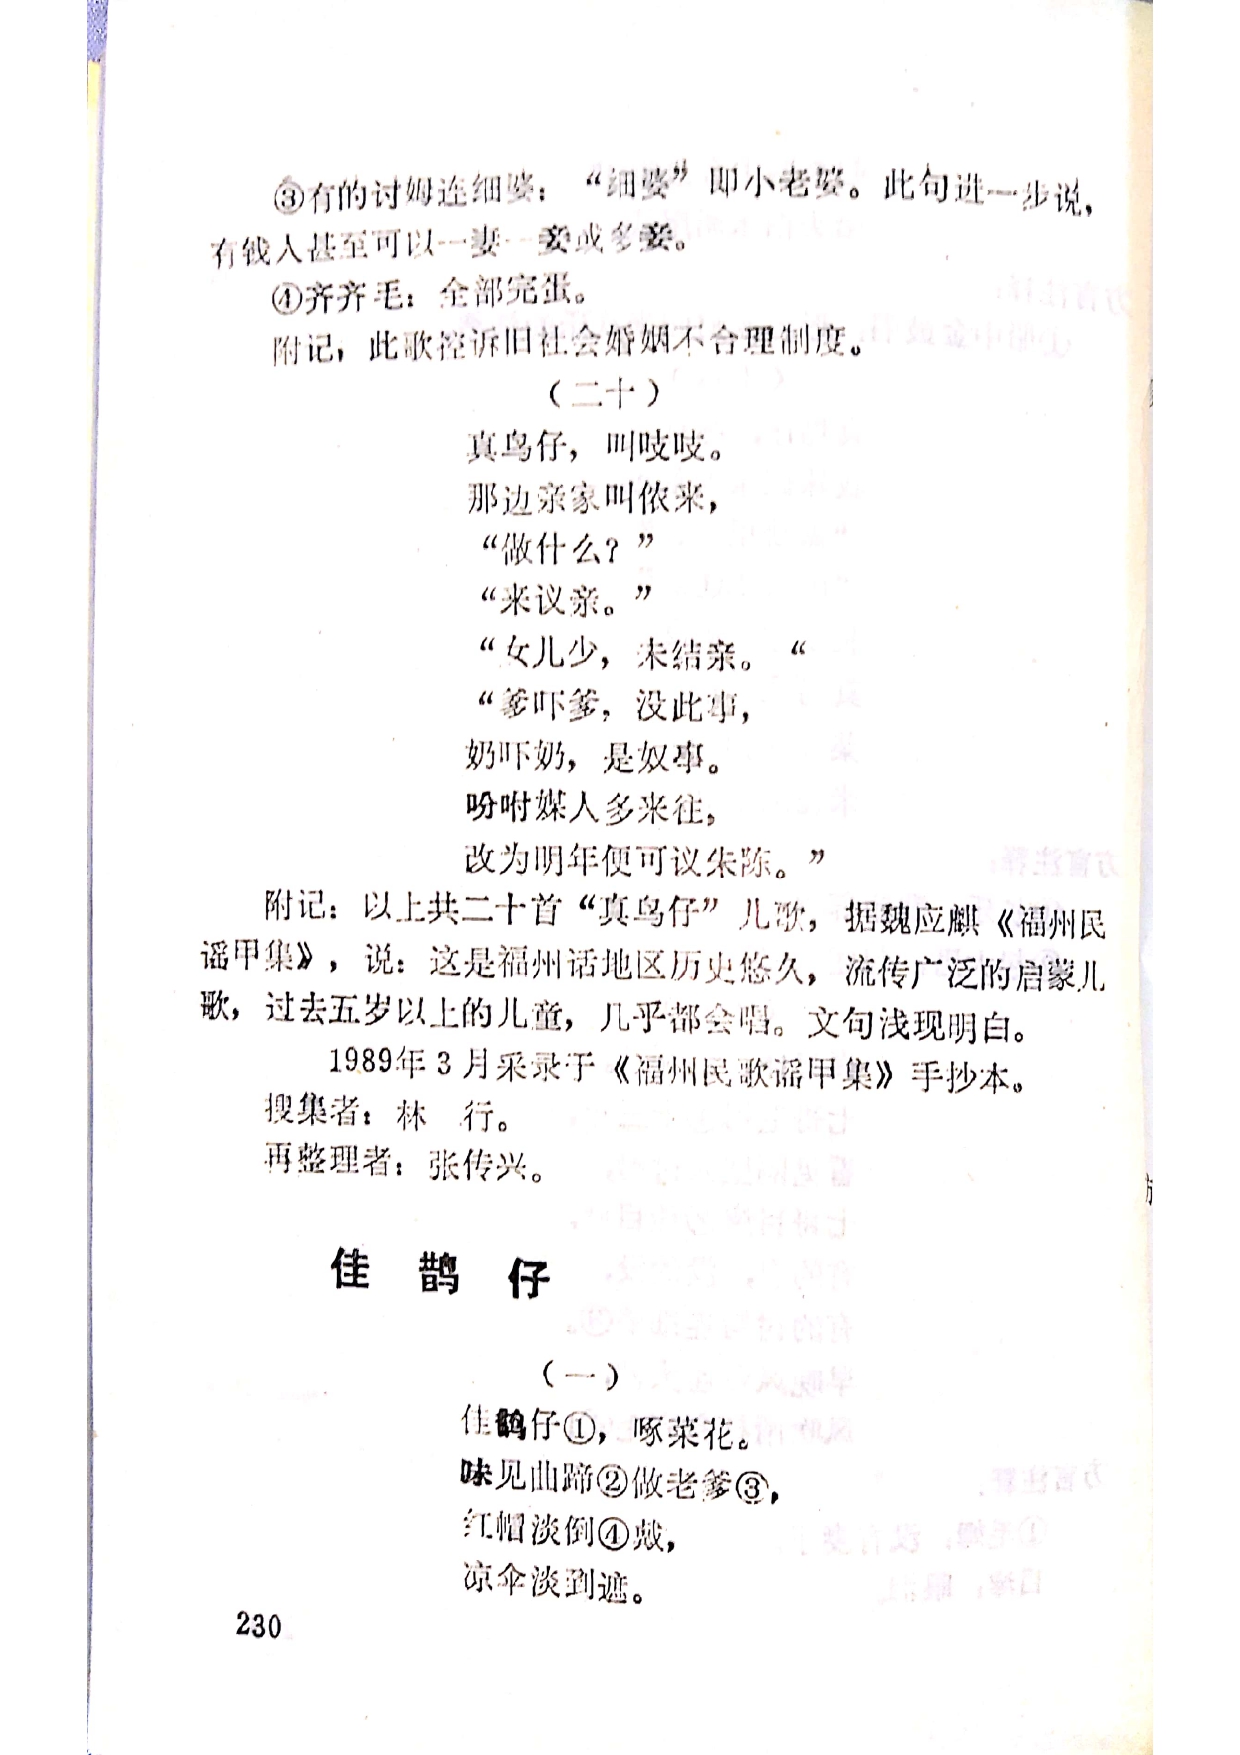 ③有的讨姆连细婆：“细婆”即小老婆。此句进一步说，
有钱人甚至可以一妻一妾或多妾。
④齐齐毛：全部完蛋。
附记，此歌控诉旧社会婚姻不合理制度。
（二十）
真鸟仔，叫吱吱。
那边亲家叫侬来，
“做什么？”
“来议亲。”
“女儿少，未结亲。“
“爹吓爹，没此事，
奶吓奶，是奴事。
吩咐媒人多来往，
改为明年便可议朱陈。”
附记：以上共二十首“真鸟仔”儿歌，据魏应麒《福州民
谣甲集》，说：这是福州话地区历史悠久，流传广泛的启蒙儿
歌，过去五岁以上的儿童，几乎都会唱。文句浅现明白。
1989年3月采录于《福州民歌谣甲集》手抄本。
搜集者：林 行。
再整理者：张传兴。
佳 鹊 仔
（一）
佳鹊仔①，啄菜花。
味见曲蹄②做老爹③，
红帽淡倒④戴，
凉伞淡到遮。
230